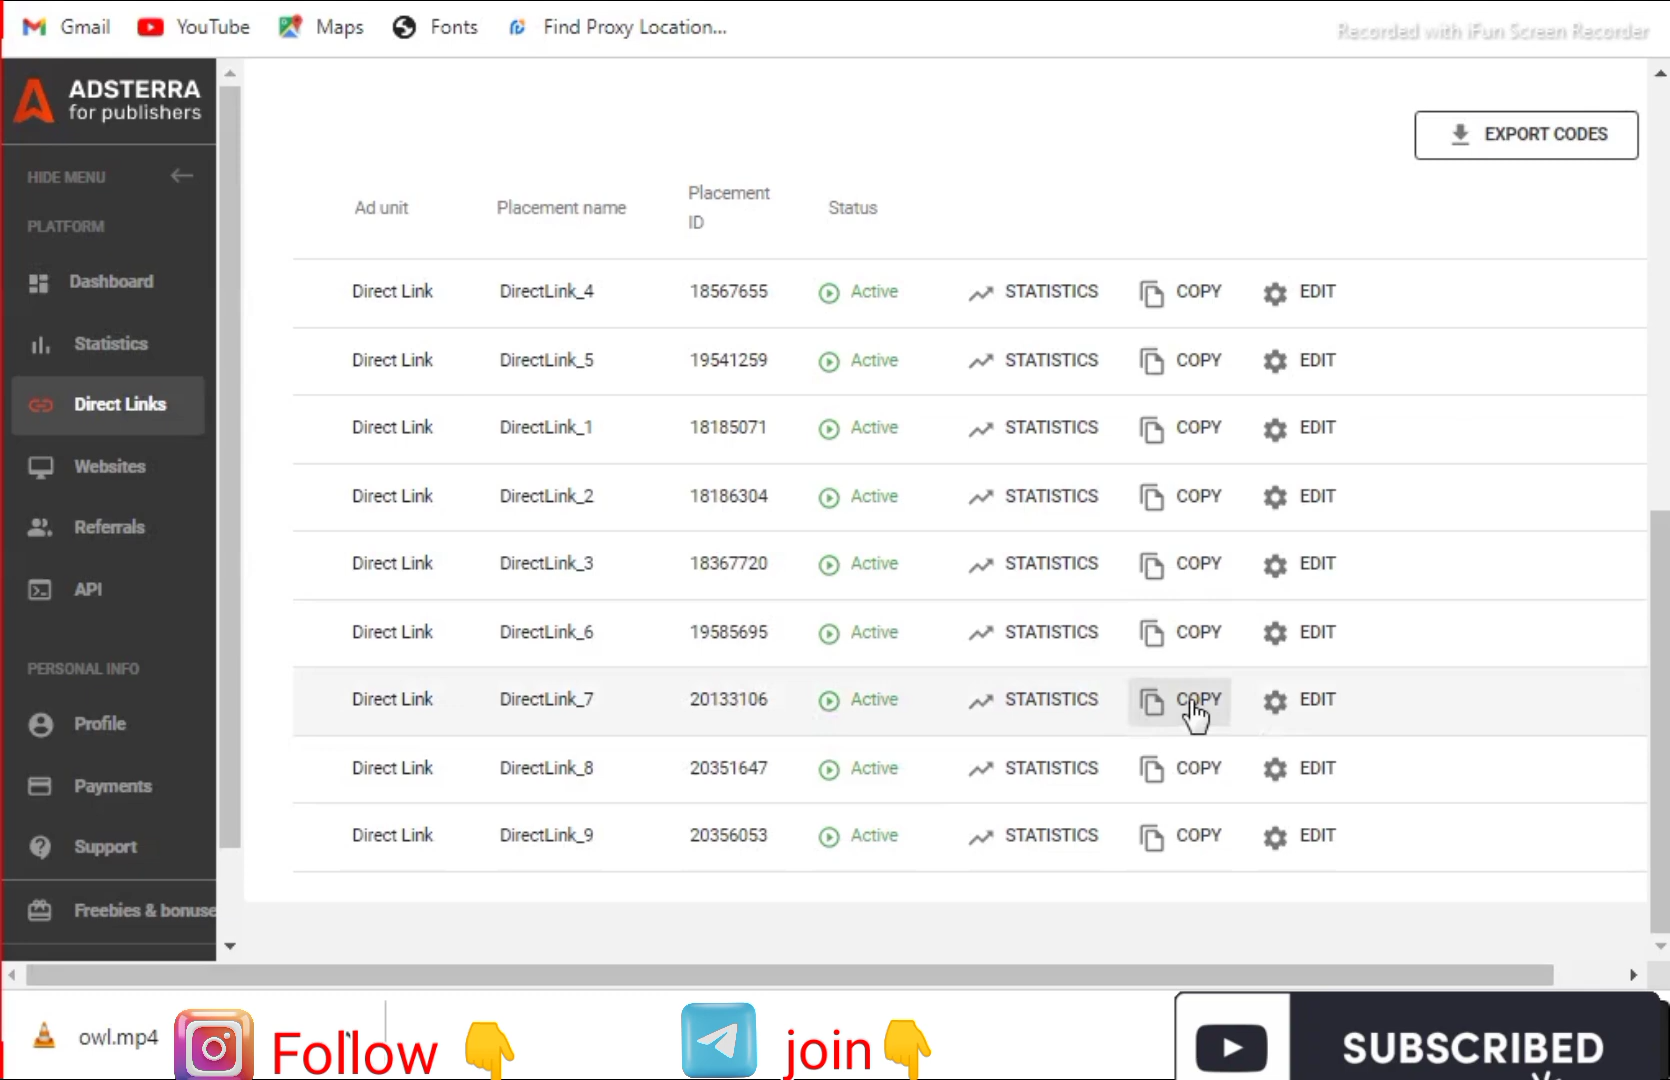 Gmail YouTube Maps Fonts Find Proxy Location...
Recorded with iFun Screen Recorder
ADSTERRA
for publishers
HIDE MENU
PLATFORM
Dashboard
Statistics
Direct Links
Websites
Referrals
API
PERSONAL INFO
Profile
Payments
Support
Freebies & bonuse
EXPORT CODES
Ad unit Placement name Placement ID Status
Direct Link DirectLink_4 18567655 Active STATISTICS COPY EDIT
Direct Link DirectLink_5 19541259 Active STATISTICS COPY EDIT
Direct Link DirectLink_1 18185071 Active STATISTICS COPY EDIT
Direct Link DirectLink_2 18186304 Active STATISTICS COPY EDIT
Direct Link DirectLink_3 18367720 Active STATISTICS COPY EDIT
Direct Link DirectLink_6 19585695 Active STATISTICS COPY EDIT
Direct Link DirectLink_7 20133106 Active STATISTICS COPY EDIT
Direct Link DirectLink_8 20351647 Active STATISTICS COPY EDIT
Direct Link DirectLink_9 20356053 Active STATISTICS COPY EDIT
owl.mp4
Follow
join
SUBSCRIBED